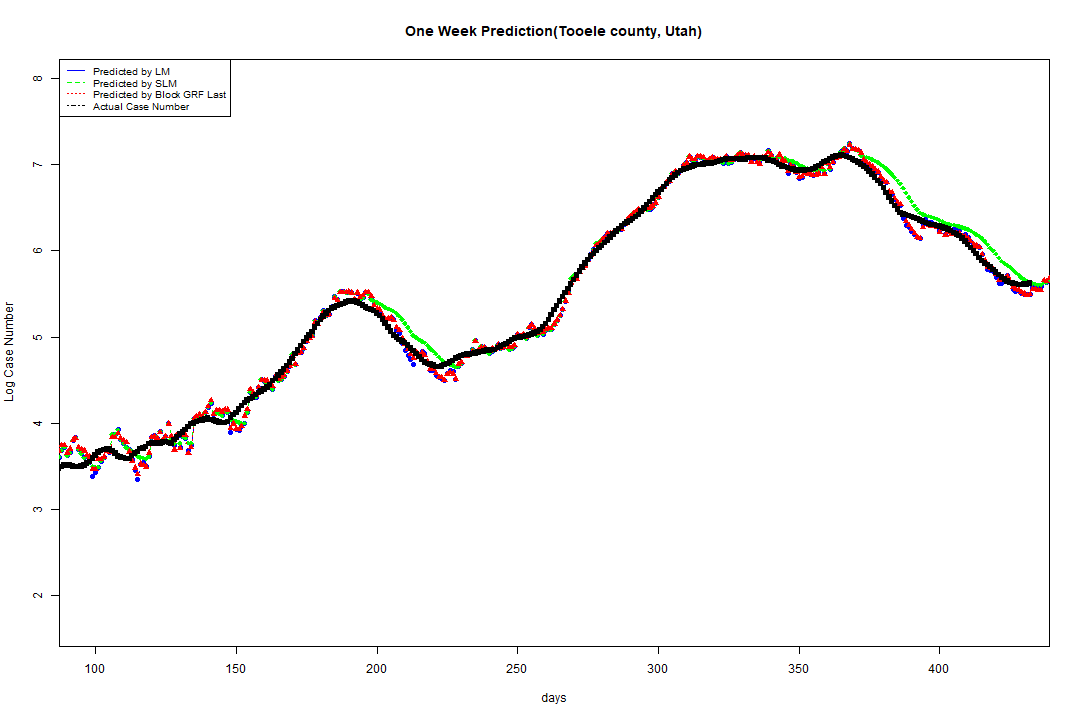 One Week Prediction(Tooele county, Utah)
Predicted by LM
Predicted by SLM
Predicted by Block GRF Last
Actual Case Number
8
7
6
5
4
3
2
Log Case Number
100 150 200 250 300 350 400
days